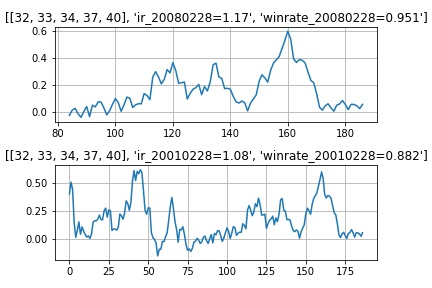 [[32, 33, 34, 37, 40], 'ir_20080228=1.17', 'winrate_20080228=0.951']
0.6
0.4
0.2
0.0
80 100 120 140 160 180
[[32, 33, 34, 37, 40], 'ir_20010228=1.08', 'winrate_20010228=0.882']
0.50
0.25
0.00
0 25 50 75 100 125 150 175